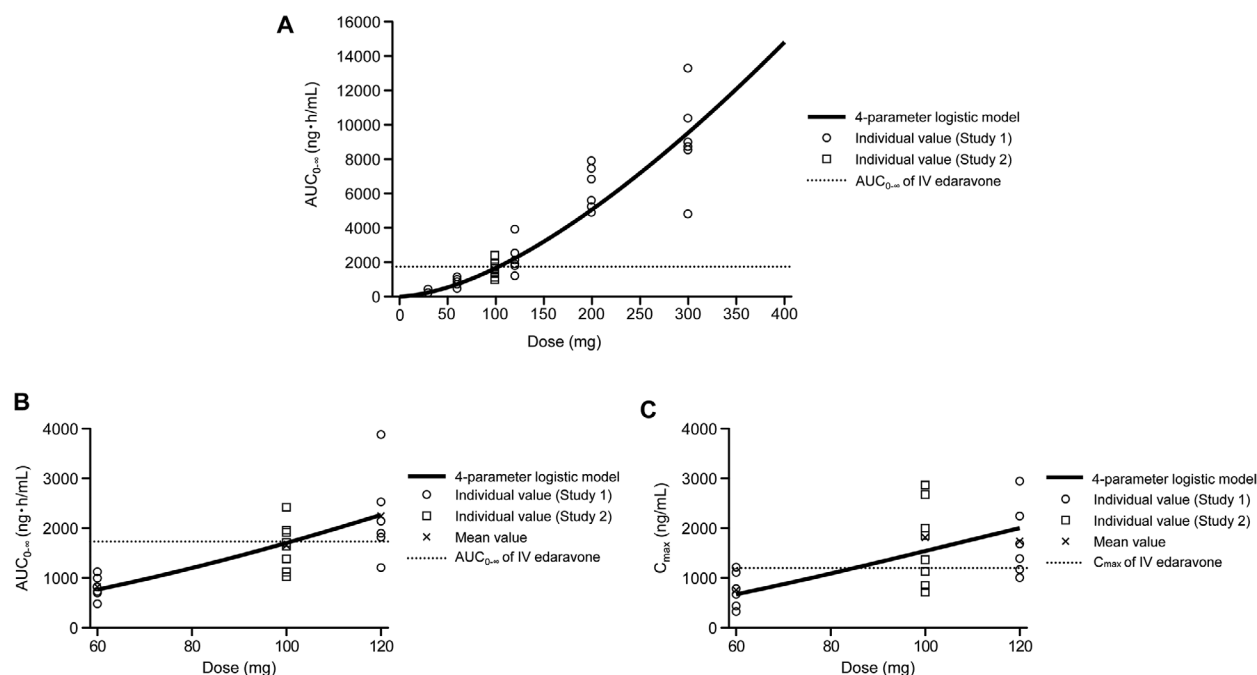 A
16000
14000
12000
10000
8000
6000
4000
2000
0
AUC0-∞ (ng·h/mL)
0 50 100 150 200 250 300 350 400
Dose (mg)
4-parameter logistic model
Individual value (Study 1)
Individual value (Study 2)
AUC0-∞ of IV edaravone
B
4000
3000
2000
1000
0
AUC0-∞ (ng·h/mL)
60 80 100 120
Dose (mg)
4-parameter logistic model
Individual value (Study 1)
Individual value (Study 2)
Mean value
AUC0-∞ of IV edaravone
C
4000
3000
2000
1000
0
Cmax (ng/mL)
60 80 100 120
Dose (mg)
4-parameter logistic model
Individual value (Study 1)
Individual value (Study 2)
Mean value
Cmax of IV edaravone